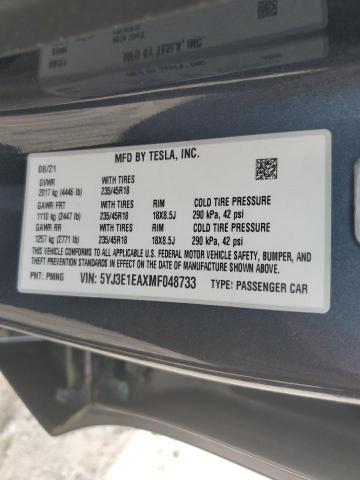 MFD BY TESLA, INC.
08/21
GVWR WITH TIRES
2017 kg (4446 lb) 235/45R18
GAWR FRT WITH TIRES RIM COLD TIRE PRESSURE
1110 kg (2447 lb) 235/45R18 18X8.5J 290 kPa, 42 psi
GAWR RR WITH TIRES RIM COLD TIRE PRESSURE
1257 kg (2771 lb) 235/45R18 18X8.5J 290 kPa, 42 psi
THIS VEHICLE CONFORMS TO ALL APPLICABLE U.S. FEDERAL MOTOR VEHICLE SAFETY, BUMPER, AND
THEFT PREVENTION STANDARDS IN EFFECT ON THE DATE OF MANUFACTURE SHOWN ABOVE.
PNT: PMNG VIN: 5YJ3E1EAXMF048733 TYPE: PASSENGER CAR